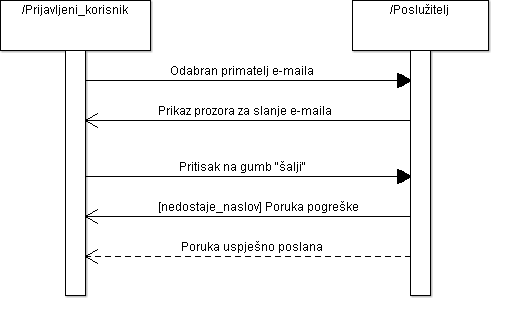 /Prijavljeni_korisnik
/Poslužitelj
Odabran primatelj e-maila
Prikaz prozora za slanje e-maila
Pritisak na gumb "šalji"
[nedostaje_naslov] Poruka pogreške
Poruka uspješno poslana